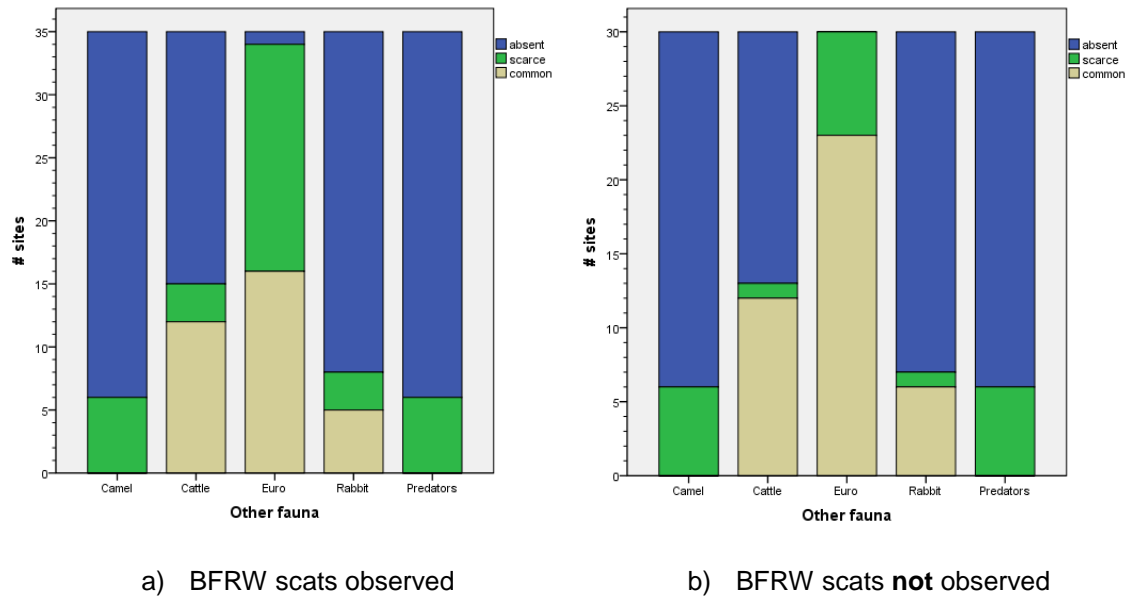 35
30
25
20
15
10
5
0
# sites
Camel Cattle Euro Rabbit Predators
Other fauna
absent
scarce
common
a) BFRW scats observed
30
25
20
15
10
5
0
# sites
Camel Cattle Euro Rabbit Predators
Other fauna
absent
scarce
common
b) BFRW scats not observed